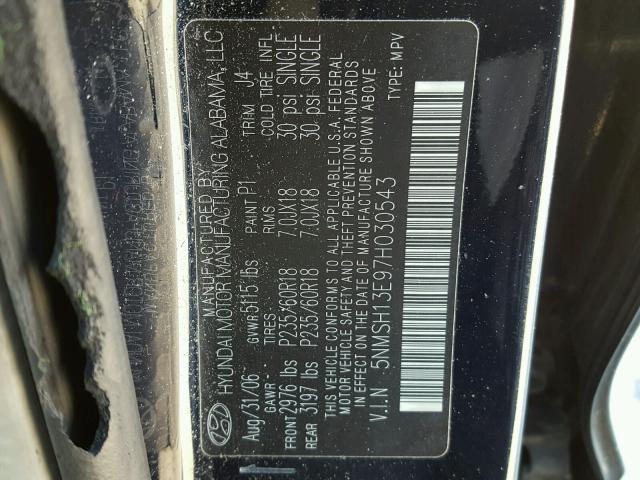 MANUFACTURED BY
HYUNDAI MOTOR MANUFACTURING ALABAMA, LLC
Aug/31/06 GVWR 5115 lbs PAINT P1 TRIM J4
GAWR TIRES RIMS COLD TIRE INFL
FRONT 2976 lbs P235/60R18 7.0JX18 30 psi SINGLE
REAR 3197 lbs P235/60R18 7.0JX18 30 psi SINGLE
THIS VEHICLE CONFORMS TO ALL APPLICABLE U.S.A. FEDERAL
MOTOR VEHICLE SAFETY AND THEFT PREVENTION STANDARDS
IN EFFECT ON THE DATE OF MANUFACTURE SHOWN ABOVE
V.I.N 5NMSH13E97H030543 TYPE: MPV